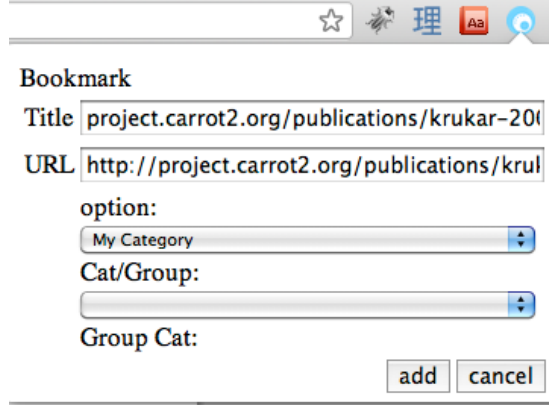 理 Aa
Bookmark
Title project.carrot2.org/publications/krukar-20
URL http://project.carrot2.org/publications/kru
option:
My Category
Cat/Group:
Group Cat:
add cancel